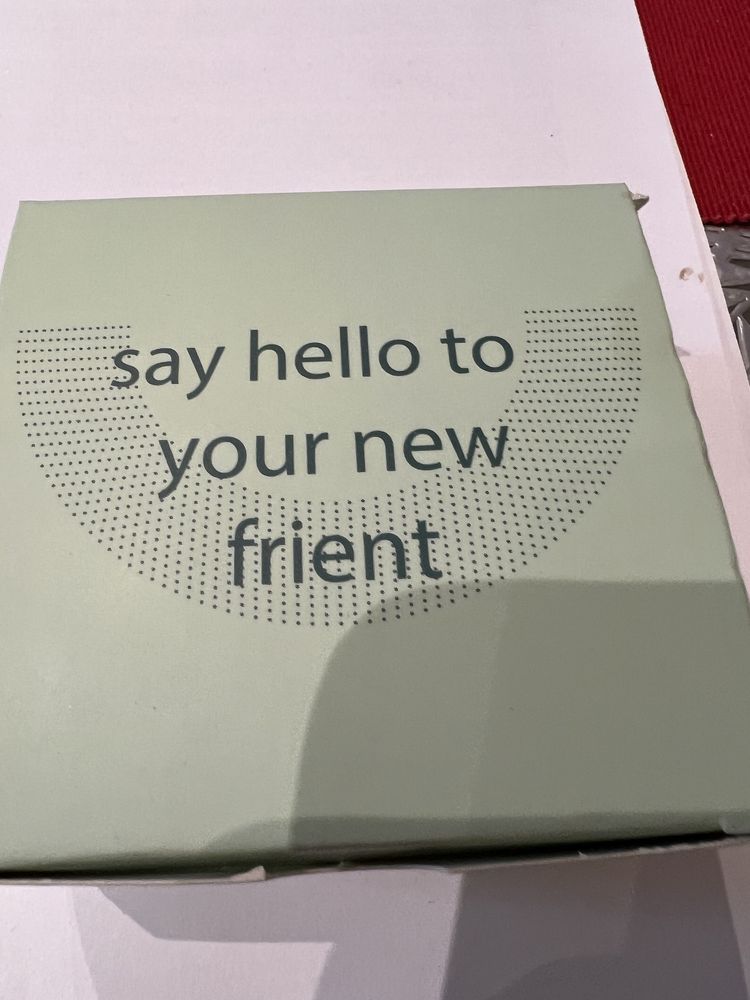 say hello to
your new
frient